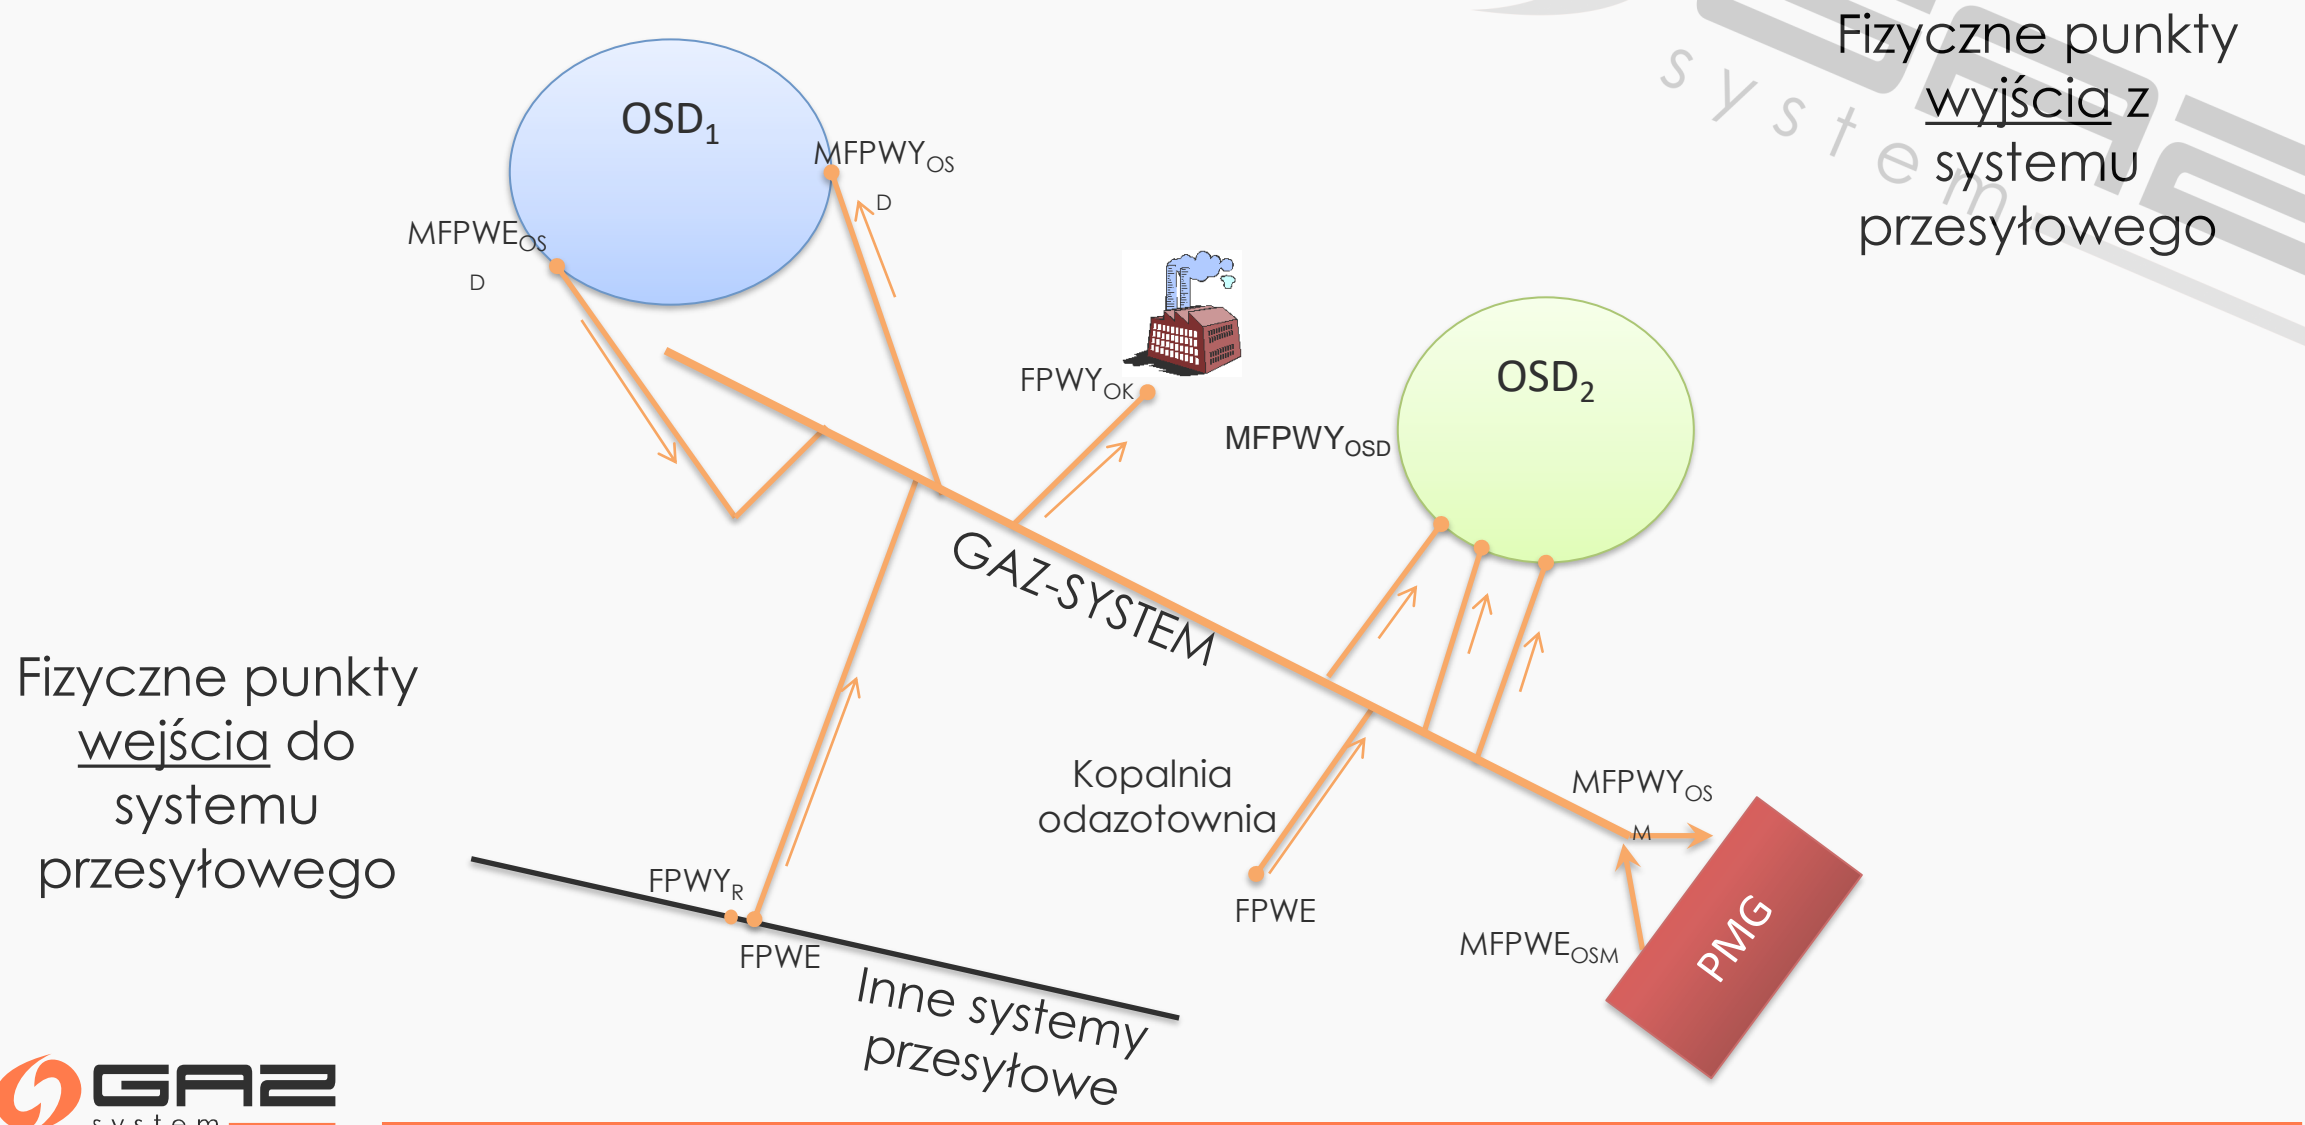 Fizyczne punkty
wyjścia z
systemu
przesyłowego
system
OSD1
MFPWYOS
D
MFPWEOS
D
FPWYOK
OSD2
MFPWYOSD
GAZ-SYSTEM
Fizyczne punkty
wejścia do
systemu
przesyłowego
Kopalnia
odazotownia
MFPWYOS
M
FPWYR
FPWE
FPWE
MFPWEOSM
PMG
Inne systemy
przesyłowe
GAZ
system